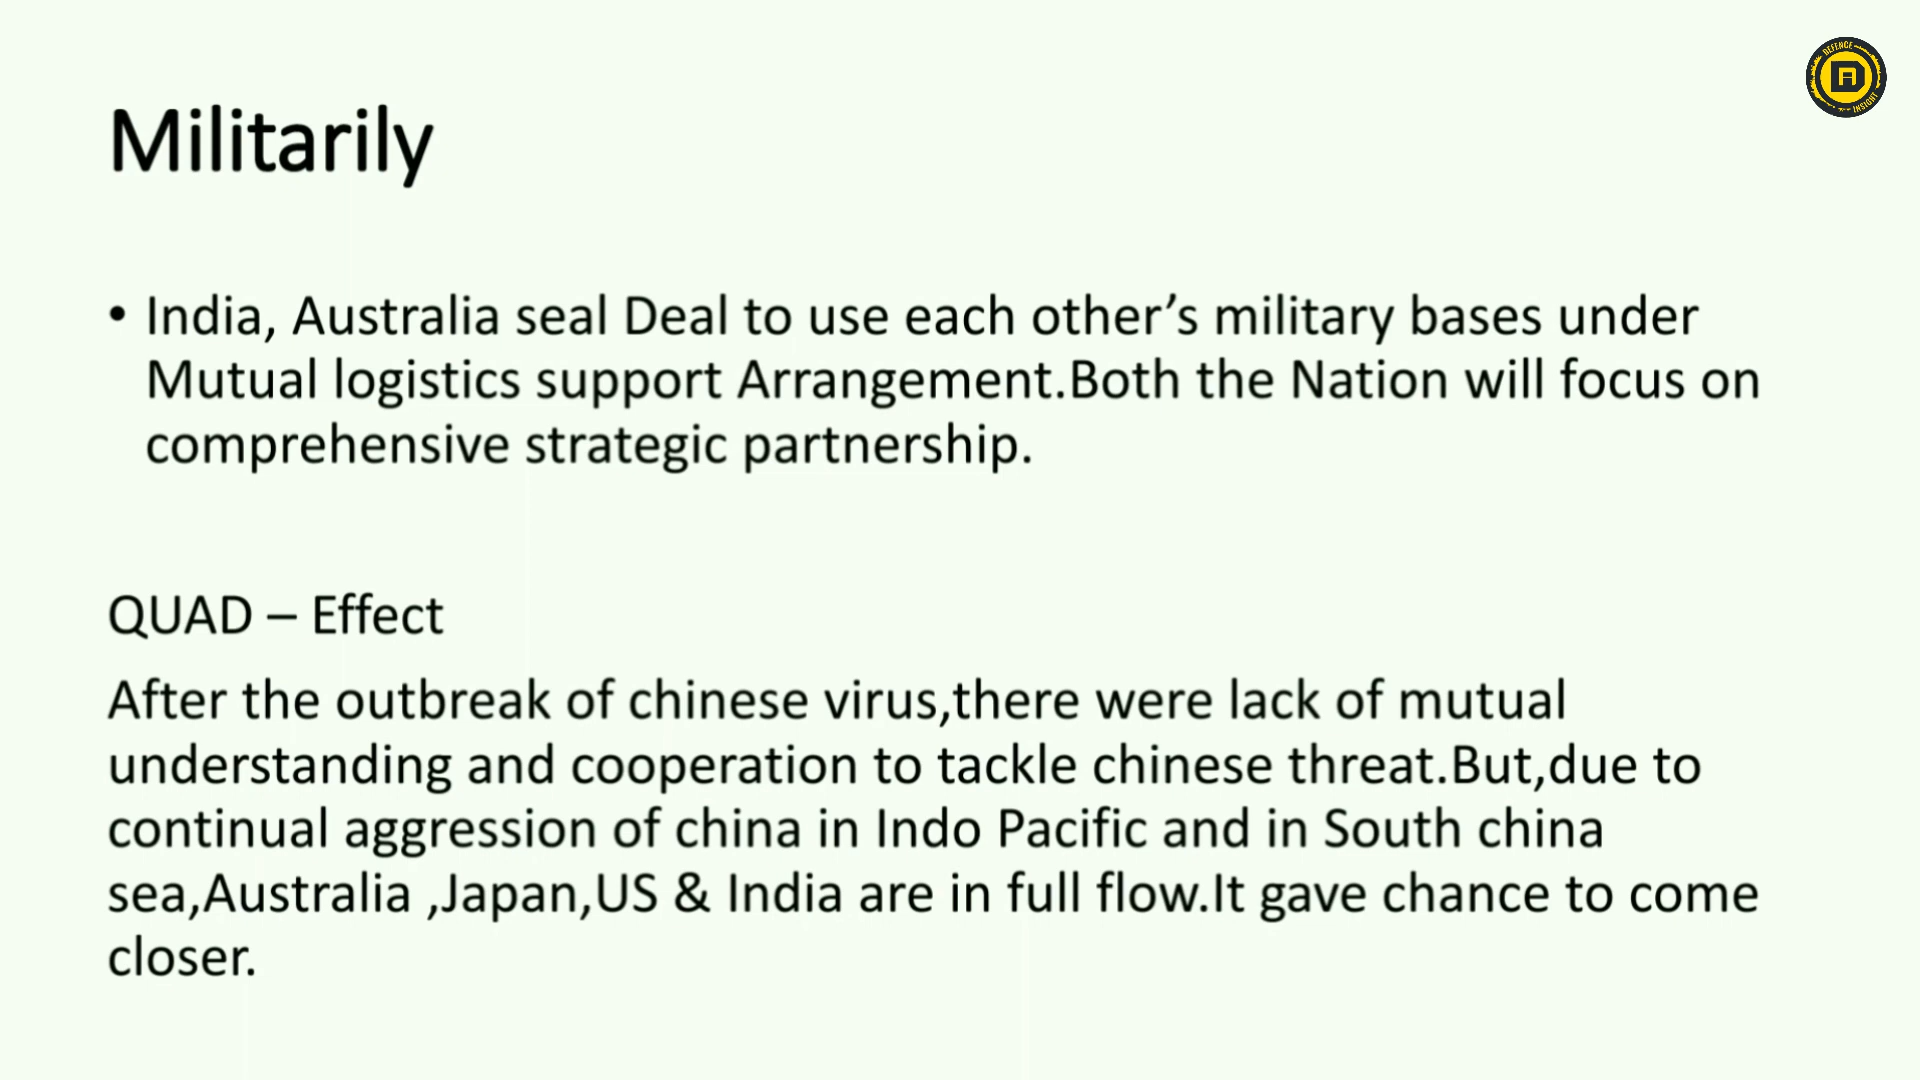 DEFENCE
INSIGHT
Militarily
• India, Australia seal Deal to use each other’s military bases under
Mutual logistics support Arrangement.Both the Nation will focus on
comprehensive strategic partnership.
QUAD – Effect
After the outbreak of chinese virus,there were lack of mutual
understanding and cooperation to tackle chinese threat.But,due to
continual aggression of china in Indo Pacific and in South china
sea,Australia ,Japan,US & India are in full flow.It gave chance to come
closer.